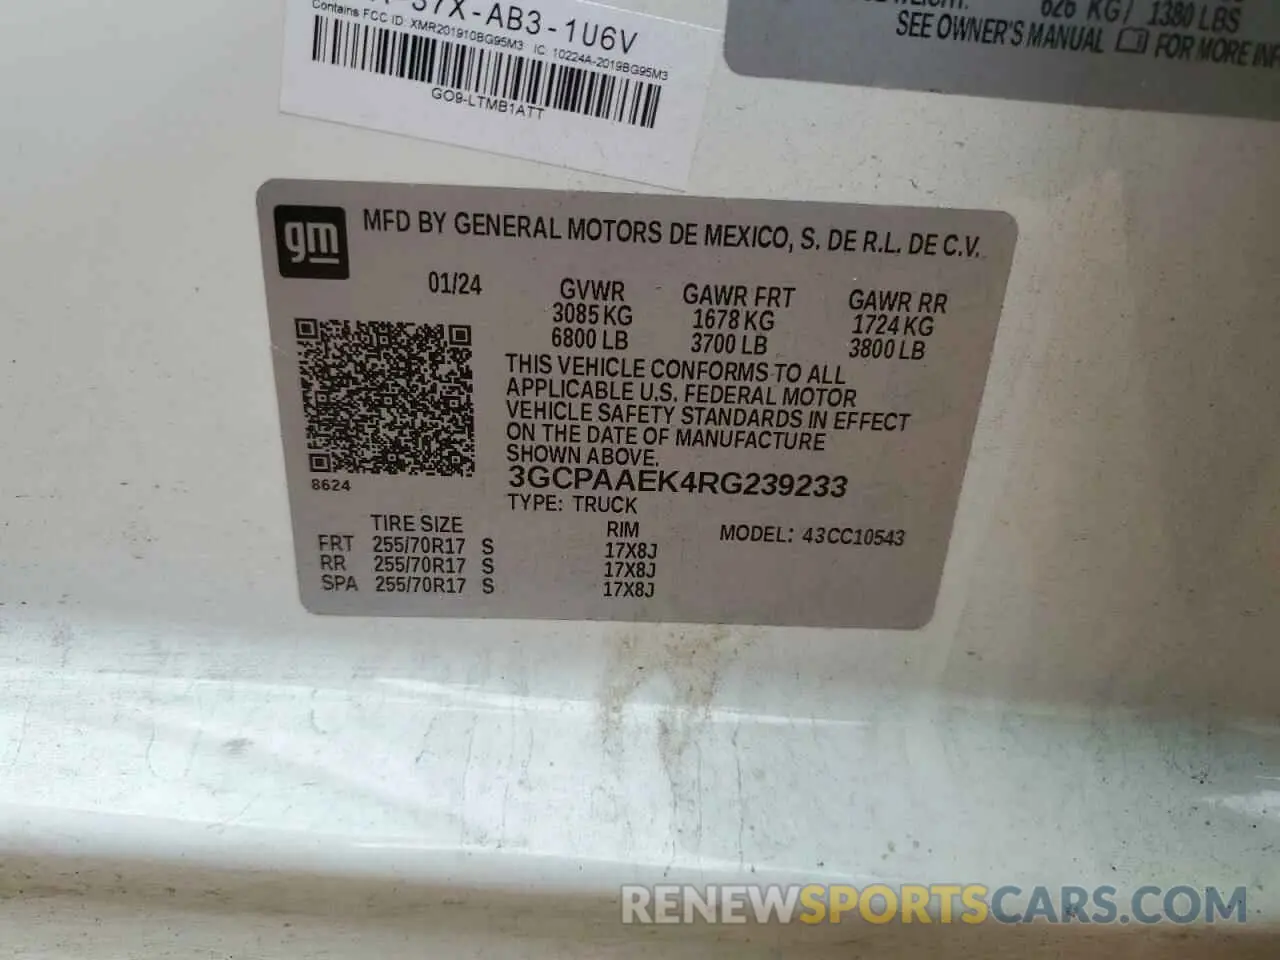 37X-AB3-1U6V
Contains FCC ID: XMR201910BG95M3 IC: 10224A-2019BG95M3
GO9-LTMB1ATT
626 KG/ 1380 LBS
SEE OWNER'S MANUAL FOR MORE
gm
MFD BY GENERAL MOTORS DE MEXICO, S. DE R.L. DE C.V.
01/24 GVWR GAWR FRT GAWR RR
3085 KG 1678 KG 1724 KG
6800 LB 3700 LB 3800 LB
THIS VEHICLE CONFORMS TO ALL
APPLICABLE U.S. FEDERAL MOTOR
VEHICLE SAFETY STANDARDS IN EFFECT
ON THE DATE OF MANUFACTURE
SHOWN ABOVE.
8624
3GCPAAEK4RG239233
TYPE: TRUCK
TIRE SIZE RIM MODEL: 43CC10543
FRT 255/70R17 S 17X8J
RR 255/70R17 S 17X8J
SPA 255/70R17 S 17X8J
RENEWSPORTSCARS.COM